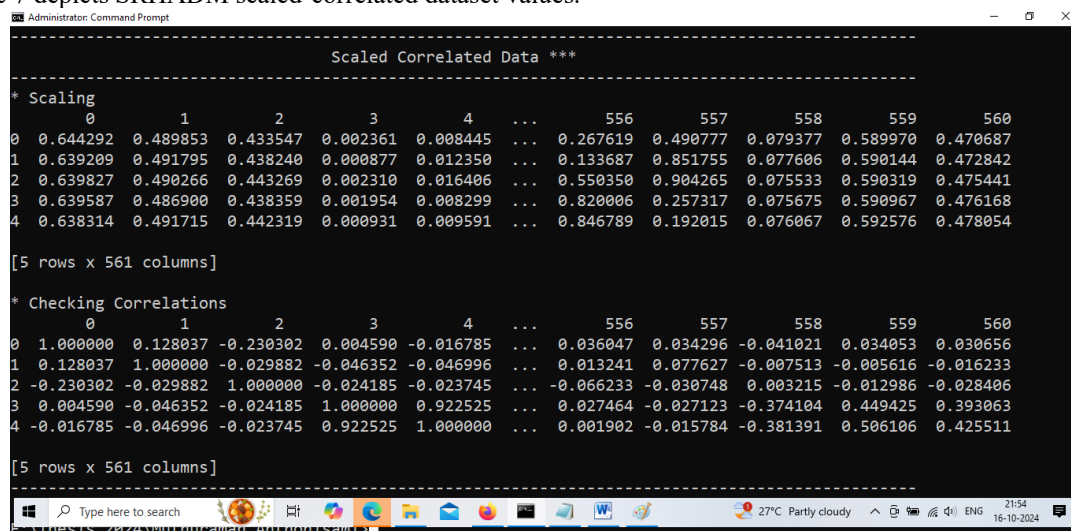 depicts SRHADM scaled-correlated dataset values.
Administrator: Command Prompt
Scaled Correlated Data ***
* Scaling
0 1 2 3 4 ... 556 557 558 559 560
0 0.644292 0.489853 0.433547 0.002361 0.008445 ... 0.267619 0.490777 0.079377 0.589970 0.470687
1 0.639209 0.491795 0.438240 0.000877 0.012350 ... 0.133687 0.851755 0.077606 0.590144 0.472842
2 0.639827 0.490266 0.443269 0.002310 0.016406 ... 0.550350 0.904265 0.075533 0.590319 0.475441
3 0.639587 0.486900 0.438359 0.001954 0.008299 ... 0.820006 0.257317 0.075675 0.590967 0.476168
4 0.638314 0.491715 0.442319 0.000931 0.009591 ... 0.846789 0.192015 0.076067 0.592576 0.478054
[5 rows x 561 columns]
* Checking Correlations
0 1 2 3 4 ... 556 557 558 559 560
0 1.000000 0.128037 -0.230302 0.004590 -0.016785 ... 0.036047 0.034296 -0.041021 0.034053 0.030656
1 0.128037 1.000000 -0.029882 -0.046352 -0.046996 ... 0.013241 0.077627 -0.007513 -0.005616 -0.016233
2 -0.230302 -0.029882 1.000000 -0.024185 -0.023745 ... -0.066233 -0.030748 0.003215 -0.012986 -0.028406
3 0.004590 -0.046352 -0.024185 1.000000 0.922525 ... 0.027464 -0.027123 -0.374104 0.449425 0.393063
4 -0.016785 -0.046996 -0.023745 0.922525 1.000000 ... 0.001902 -0.015784 -0.381391 0.506106 0.425511
[5 rows x 561 columns]
Type here to search
27°C Partly cloudy
ENG
21:54
16-10-2024